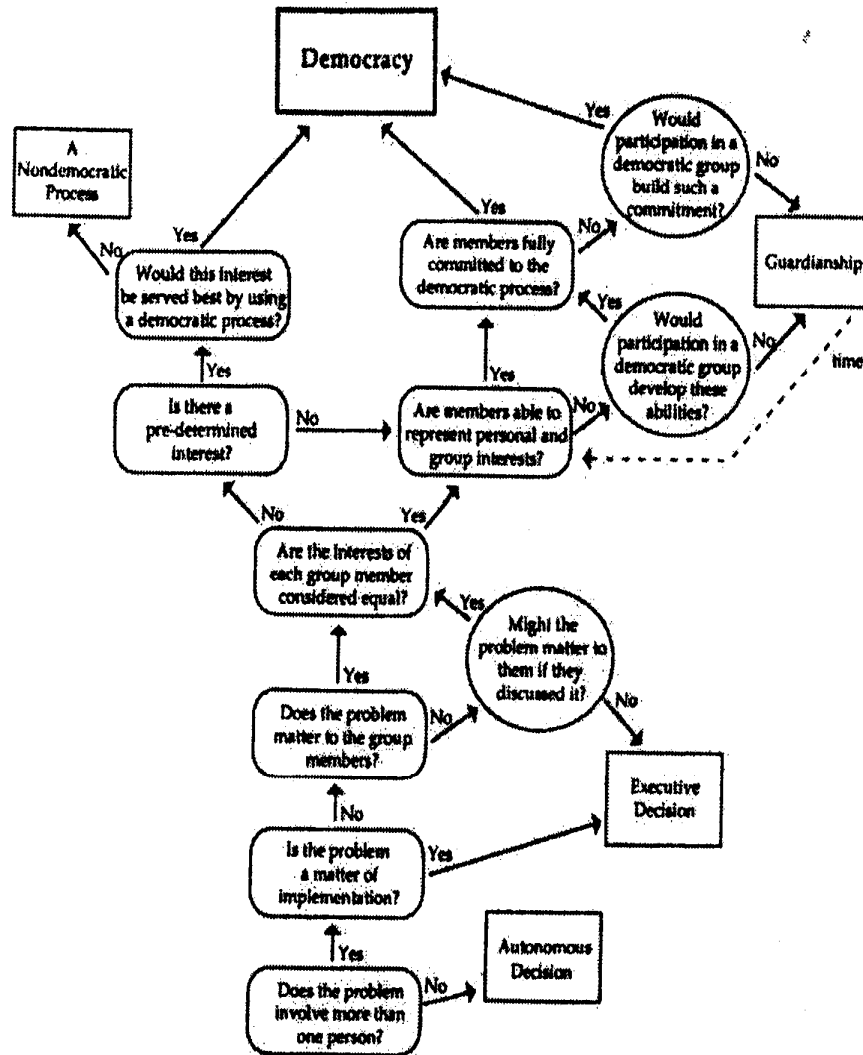 Democracy
Yes
Would
participation in a
democratic group
build such a
commitment?
No
A
Nondemocratic
Process
No
Yes
Would this interest
be served best by using
a democratic process?
Yes
Are members fully
committed to the
democratic process?
No
Guardianship
Yes
Would
participation in a
democratic group
develop these
abilities?
No
time
Yes
Is there a
pre-determined
interest?
No
Yes
Are members able to
represent personal and
group interests?
No
No
Yes
Are the Interests of
each group member
considered equal?
Yes
Might the
problem matter to
them if they
discussed it?
No
Yes
Does the problem
matter to the group
members?
No
Executive
Decision
No
Is the problem
a matter of
implementation?
Yes
Yes
Autonomous
Decision
Does the problem
involve more than
one person?
No